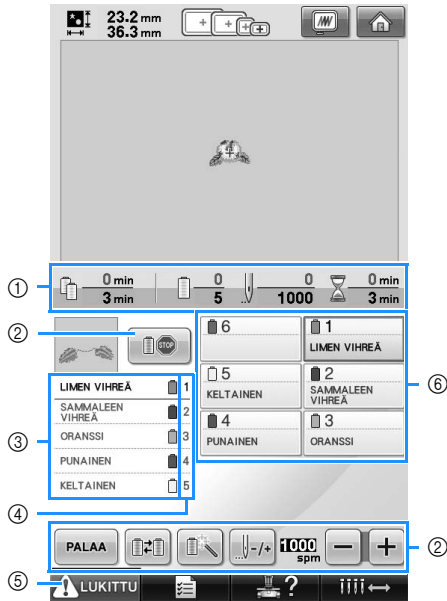 23.2 mm
36.3 mm
①
0 min
3 min
0
5
0
1000
0 min
3 min
②
STOP
6
1
LIMEN VIHREÄ
5
KELTAINEN
2
SAMMALEEN
VIHREÄ
4
PUNAINEN
3
ORANSSI
⑥
③
LIMEN VIHREÄ 1
SAMMALEEN
VIHREÄ 2
ORANSSI 3
PUNAINEN 4
KELTAINEN 5
④
PALAA
-/+
1000
spm
− +
②
⑤
LUKITTU
?